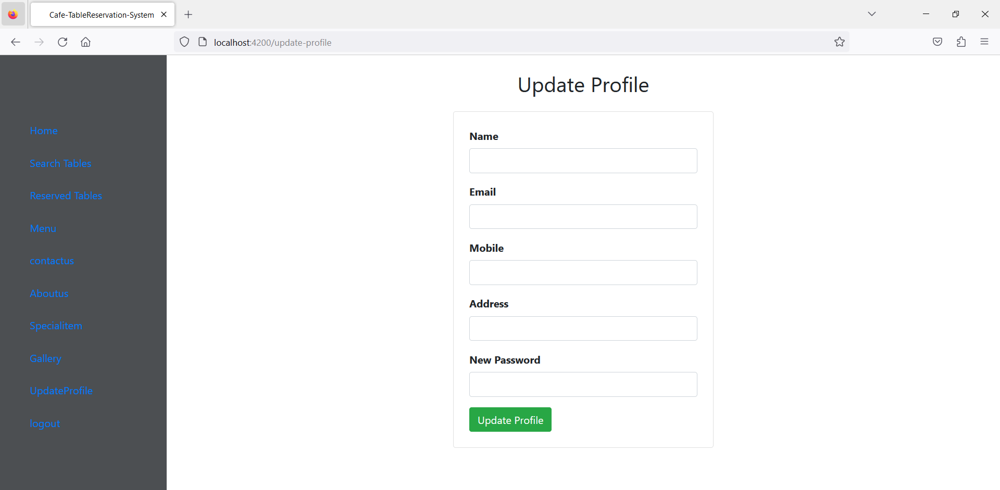 Cafe-TableReservation-System
localhost:4200/update-profile
Home
Search Tables
Reserved Tables
Menu
contactus
Aboutus
Specialitem
Gallery
UpdateProfile
logout
Update Profile
Name
Email
Mobile
Address
New Password
Update Profile